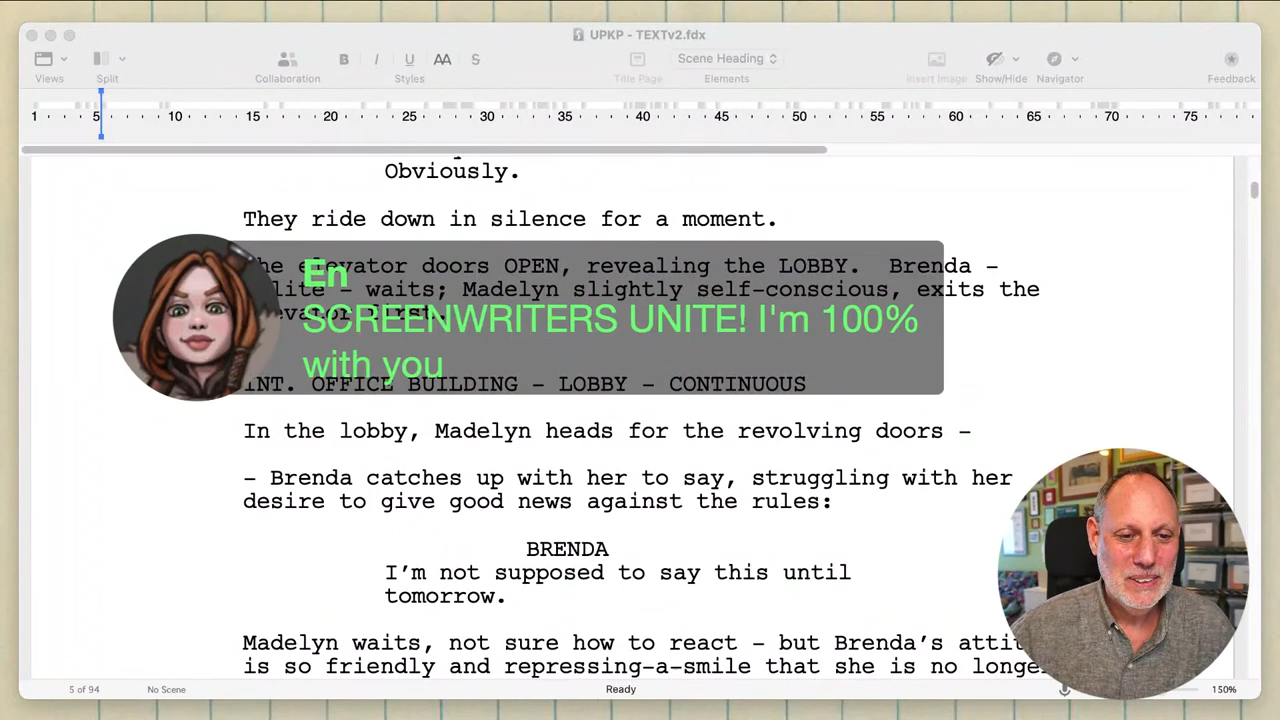 UPKP - TEXTv2.fdx
Views
Split
Collaboration
B I U AA S
Styles
Title Page
Scene Heading
Elements
Insert Image
Show/Hide
Navigator
Feedback
1 5 10 15 20 25 30 35 40 45 50 55 60 65 70 75
Obviously.
They ride down in silence for a moment.
elevator doors OPEN, revealing the LOBBY. Brenda –
– waits; Madelyn slightly self-conscious, exits the
first.
En
SCREENWRITERS UNITE! I'm 100%
with you
INT. OFFICE BUILDING – LOBBY – CONTINUOUS
In the lobby, Madelyn heads for the revolving doors –
– Brenda catches up with her to say, struggling with her
desire to give good news against the rules:
BRENDA
I’m not supposed to say this until
tomorrow.
Madelyn waits, not sure how to react – but Brenda’s
is so friendly and repressing-a-smile that she is no
5 of 94
No Scene
Ready
150%